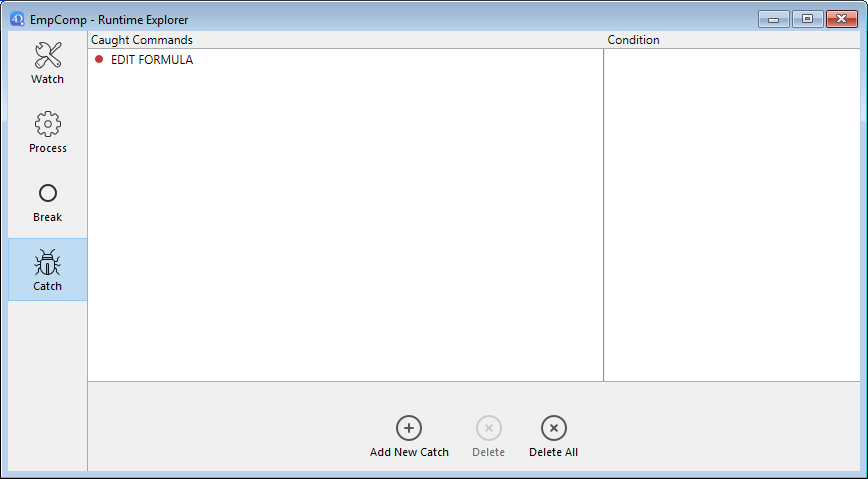 EmpComp - Runtime Explorer
Watch
Process
Break
Catch
Caught Commands
Condition
EDIT FORMULA
Add New Catch
Delete
Delete All